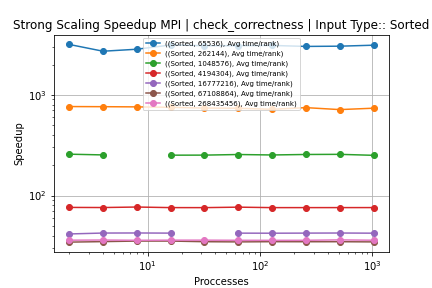 Strong Scaling Speedup MPI | check_correctness | Input Type:: Sorted
((Sorted, 65536), Avg time/rank)
((Sorted, 262144), Avg time/rank)
((Sorted, 1048576), Avg time/rank)
((Sorted, 4194304), Avg time/rank)
((Sorted, 16777216), Avg time/rank)
((Sorted, 67108864), Avg time/rank)
((Sorted, 268435456), Avg time/rank)
Speedup
10³
10²
10¹ 10² 10³
Proccesses